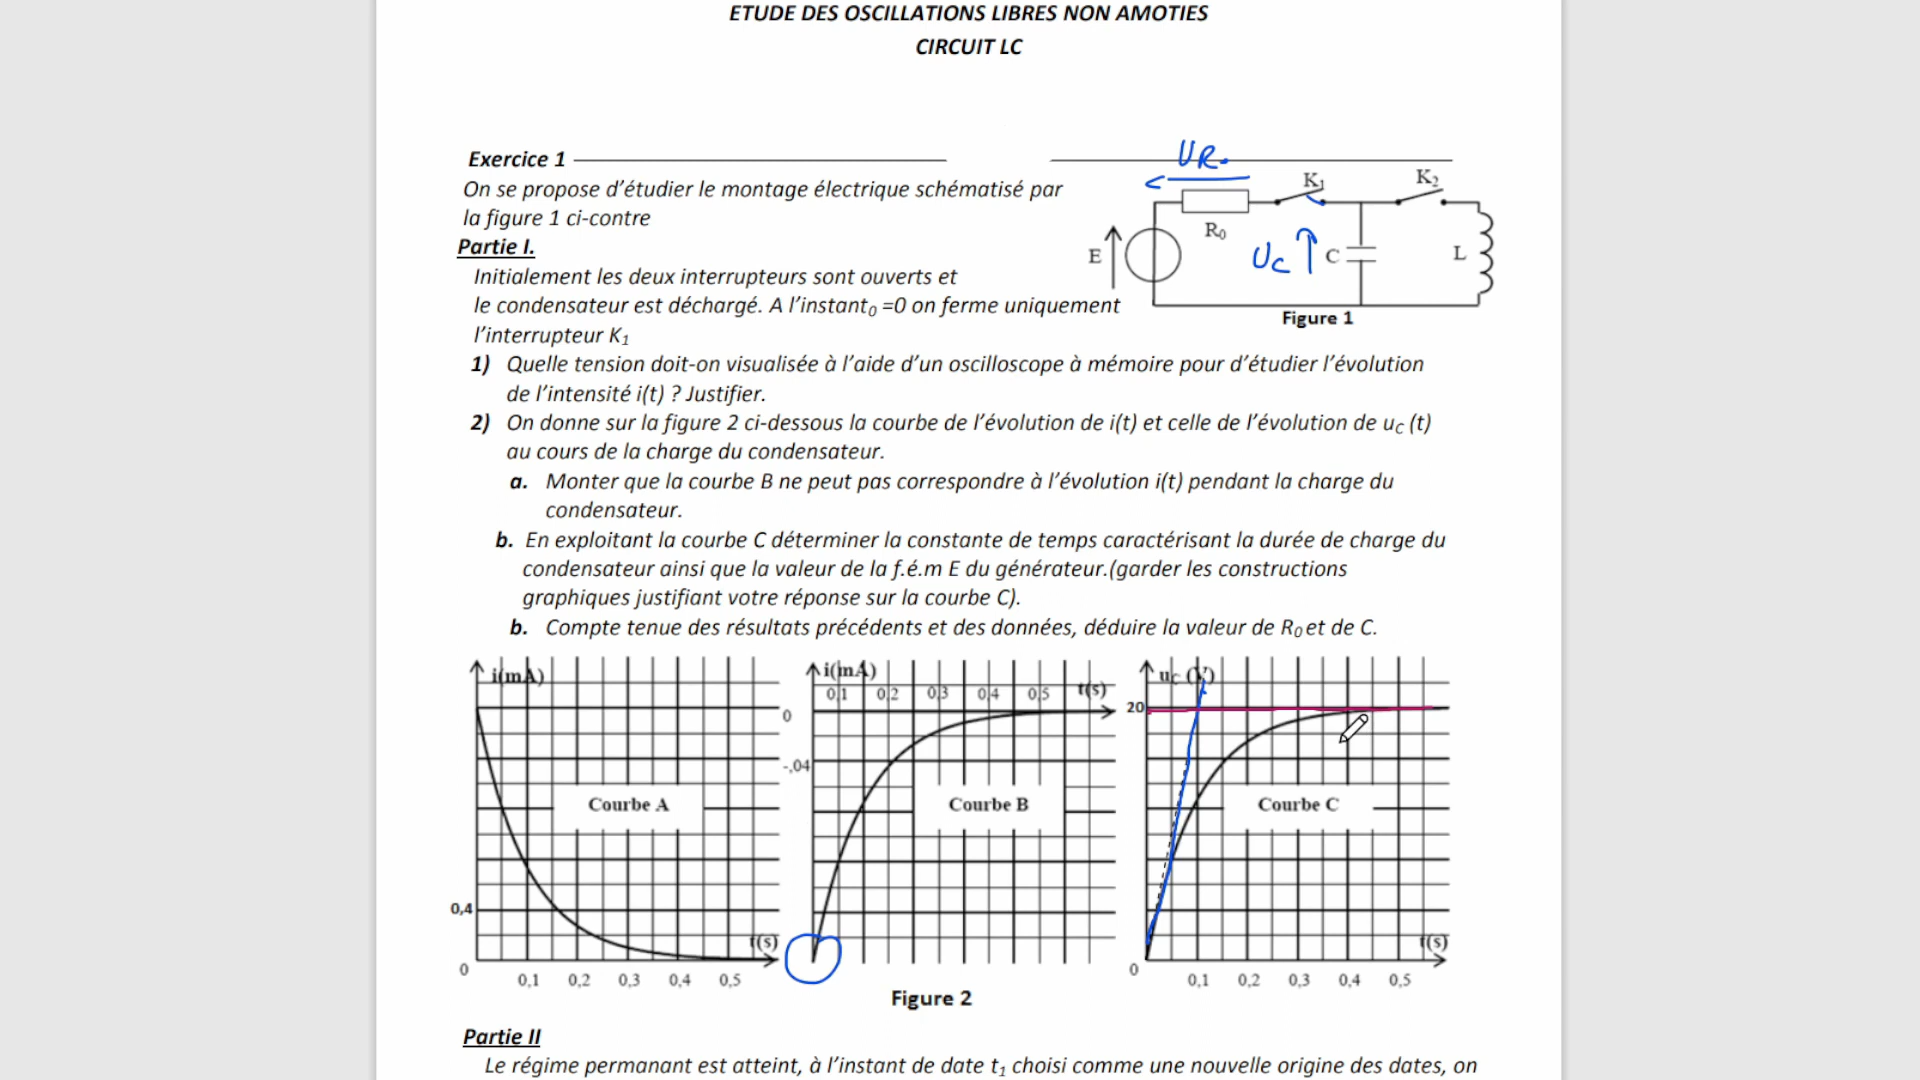 ETUDE DES OSCILLATIONS LIBRES NON AMOTIES
CIRCUIT LC
Exercice 1
On se propose d'étudier le montage électrique schématisé par
la figure 1 ci-contre
Partie I.
Initialement les deux interrupteurs sont ouverts et
le condensateur est déchargé. A l'instant₀ =0 on ferme uniquement
l'interrupteur K₁
UR₀
K₁
K₂
R₀
E
Uc
C
L
Figure 1
1) Quelle tension doit-on visualisée à l'aide d'un oscilloscope à mémoire pour d'étudier l'évolution
de l'intensité i(t) ? Justifier.
2) On donne sur la figure 2 ci-dessous la courbe de l'évolution de i(t) et celle de l'évolution de uC (t)
au cours de la charge du condensateur.
a. Monter que la courbe B ne peut pas correspondre à l'évolution i(t) pendant la charge du
condensateur.
b. En exploitant la courbe C déterminer la constante de temps caractérisant la durée de charge du
condensateur ainsi que la valeur de la f.é.m E du générateur.(garder les constructions
graphiques justifiant votre réponse sur la courbe C).
b. Compte tenue des résultats précédents et des données, déduire la valeur de R₀ et de C.
i(mA)
Courbe A
0,4
t(s)
0
0,1 0,2 0,3 0,4 0,5
i(mA)
0,1 0,2 0,3 0,4 0,5 t(s)
0
-,04
Courbe B
uC (V)
20
Courbe C
t(s)
0
0,1 0,2 0,3 0,4 0,5
Figure 2
Partie II
Le régime permanant est atteint, à l'instant de date t₁ choisi comme une nouvelle origine des dates, on